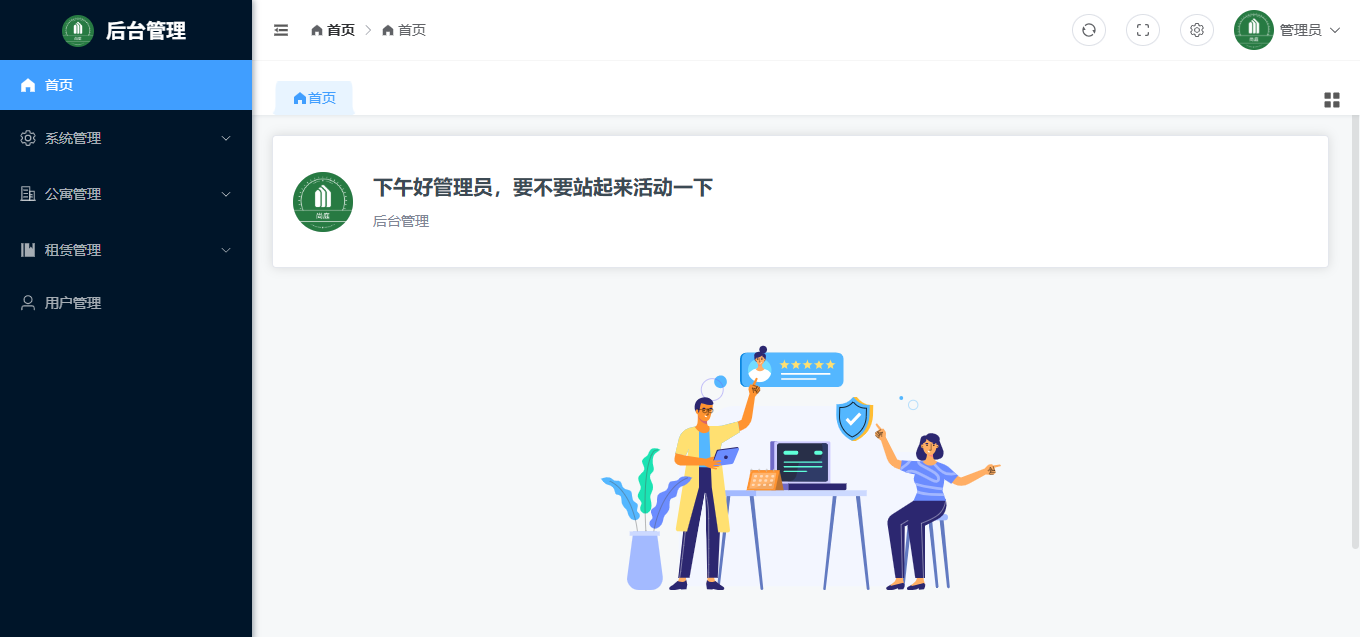 后台管理
首页
系统管理
公寓管理
租赁管理
用户管理
首页 首页
管理员
首页
尚庭
下午好管理员，要不要站起来活动一下
后台管理